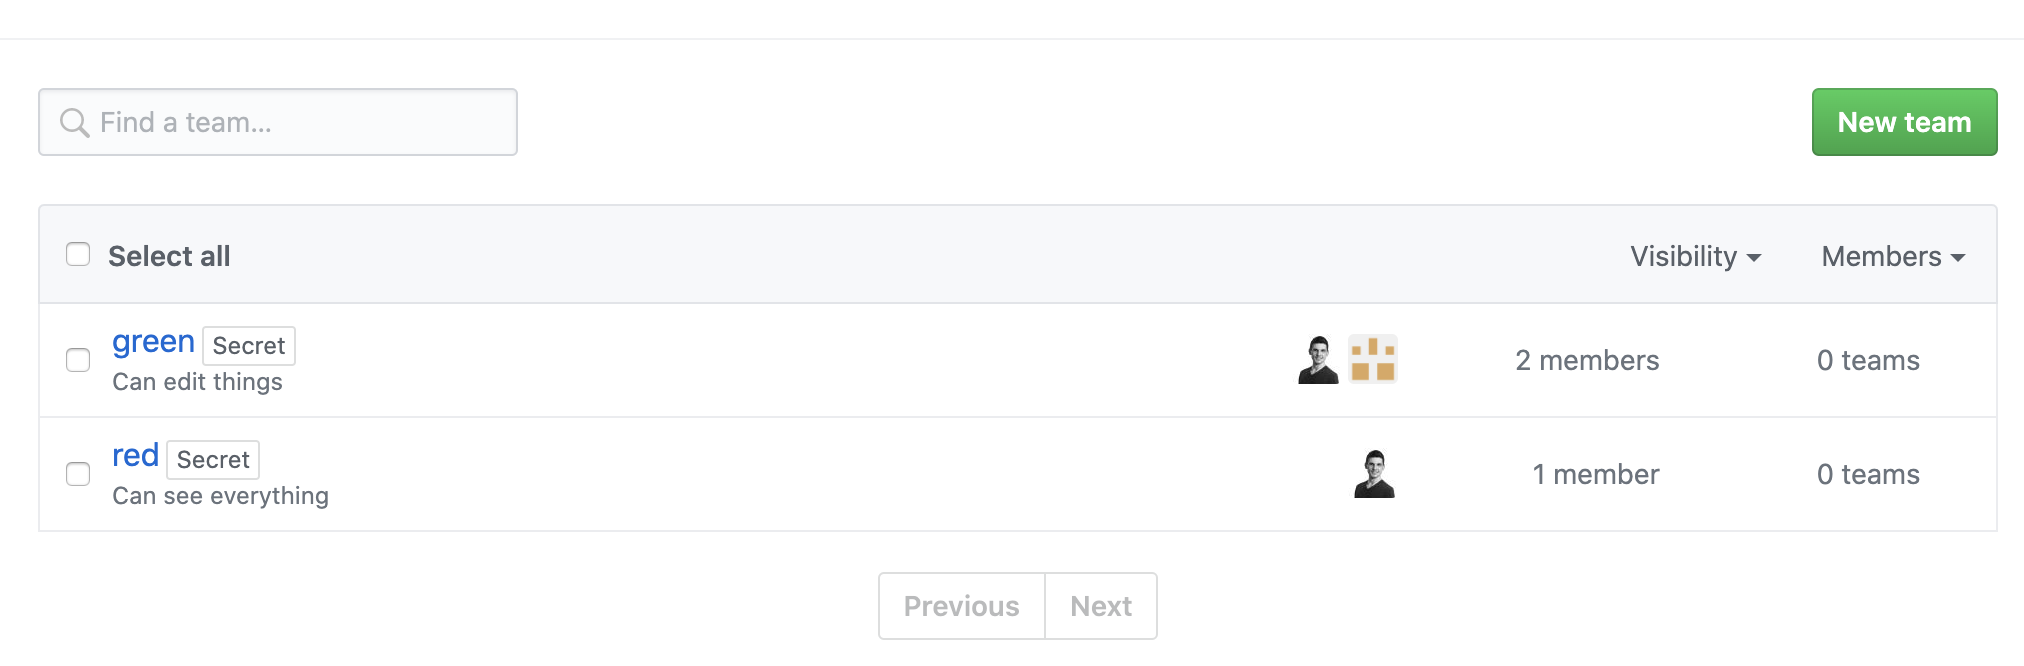 Find a team...
New team
Select all Visibility Members
green Secret
Can edit things
2 members 0 teams
red Secret
Can see everything
1 member 0 teams
Previous Next